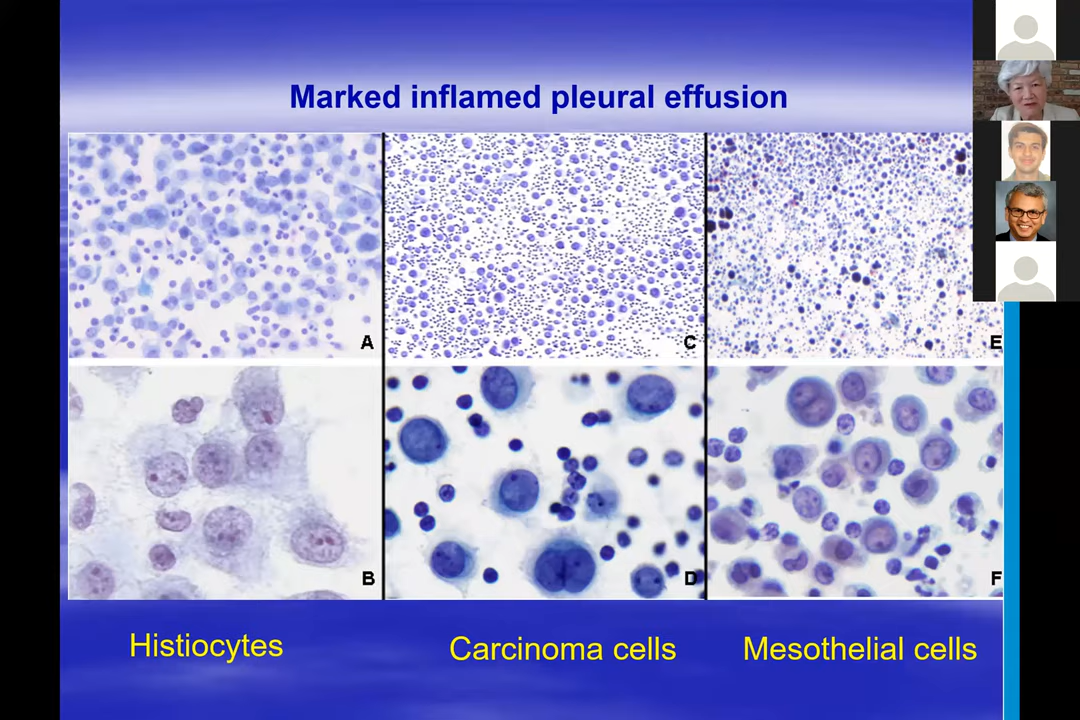 Marked inflamed pleural effusion
A
C
E
B
D
F
Histiocytes
Carcinoma cells
Mesothelial cells